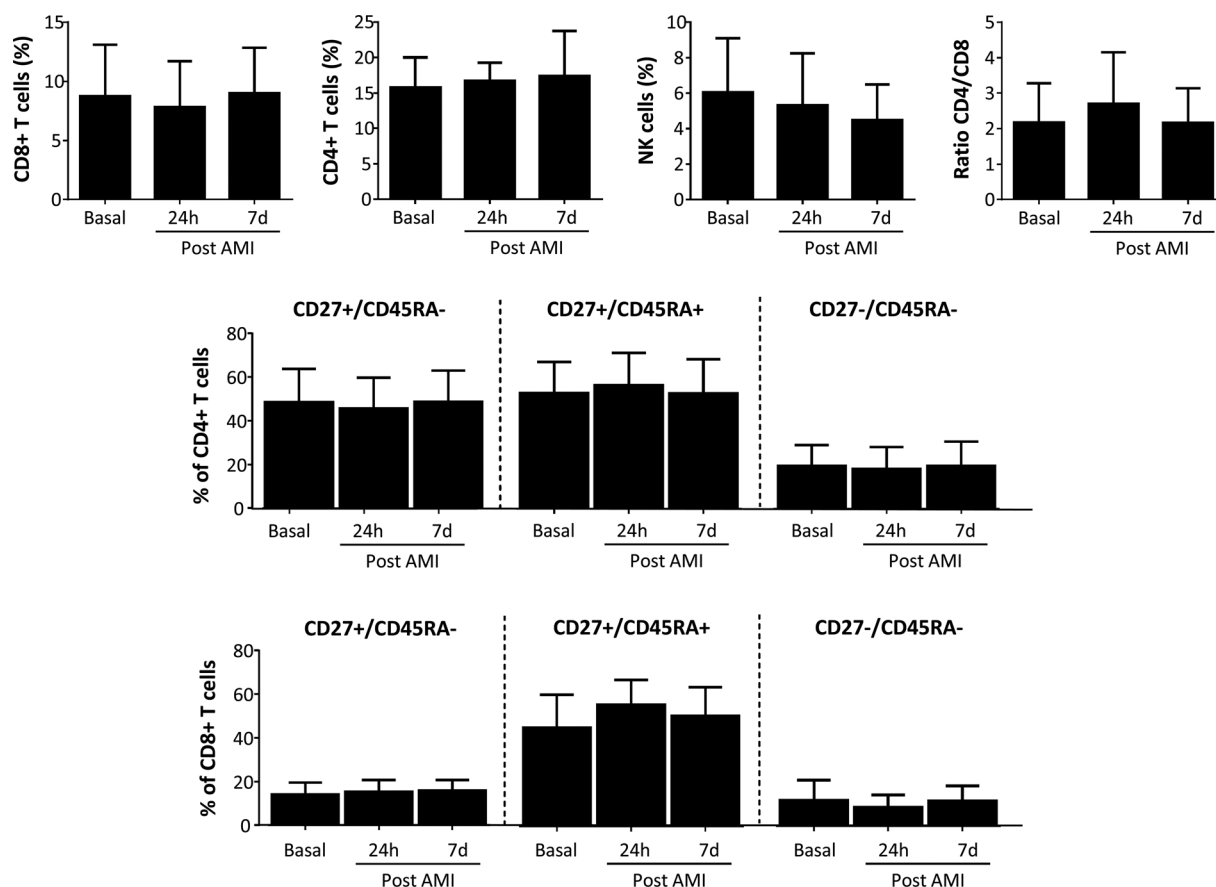 CD8+ T cells (%)
15
10
5
0
Basal 24h 7d
Post AMI
CD4+ T cells (%)
25
20
15
10
5
0
Basal 24h 7d
Post AMI
NK cells (%)
10
8
6
4
2
0
Basal 24h 7d
Post AMI
Ratio CD4/CD8
5
4
3
2
1
0
Basal 24h 7d
Post AMI
CD27+/CD45RA- CD27+/CD45RA+ CD27-/CD45RA-
% of CD4+ T cells
80
60
40
20
0
Basal 24h 7d Basal 24h 7d Basal 24h 7d
Post AMI Post AMI Post AMI
CD27+/CD45RA- CD27+/CD45RA+ CD27-/CD45RA-
% of CD8+ T cells
80
60
40
20
0
Basal 24h 7d Basal 24h 7d Basal 24h 7d
Post AMI Post AMI Post AMI